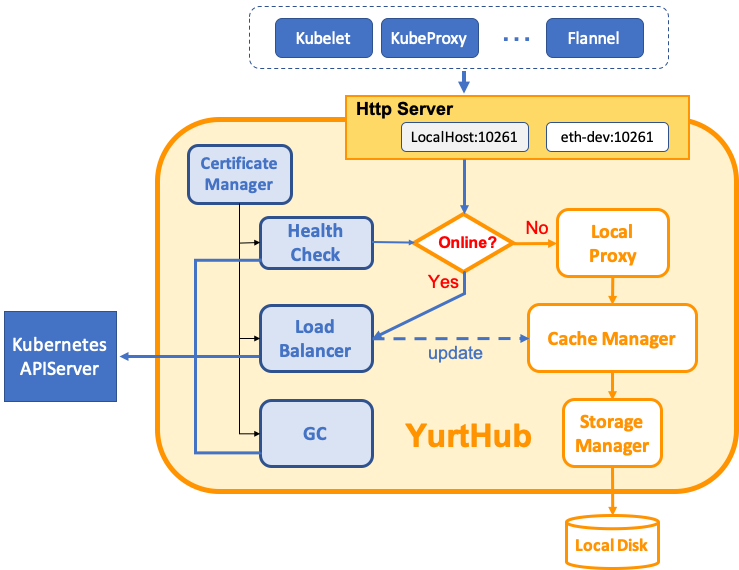 Kubelet
KubeProxy
...
Flannel
Http Server
LocalHost:10261
eth-dev:10261
Certificate
Manager
Health
Check
Online?
No
Local
Proxy
Yes
Kubernetes
APIServer
Load
Balancer
update
Cache Manager
GC
YurtHub
Storage
Manager
Local Disk